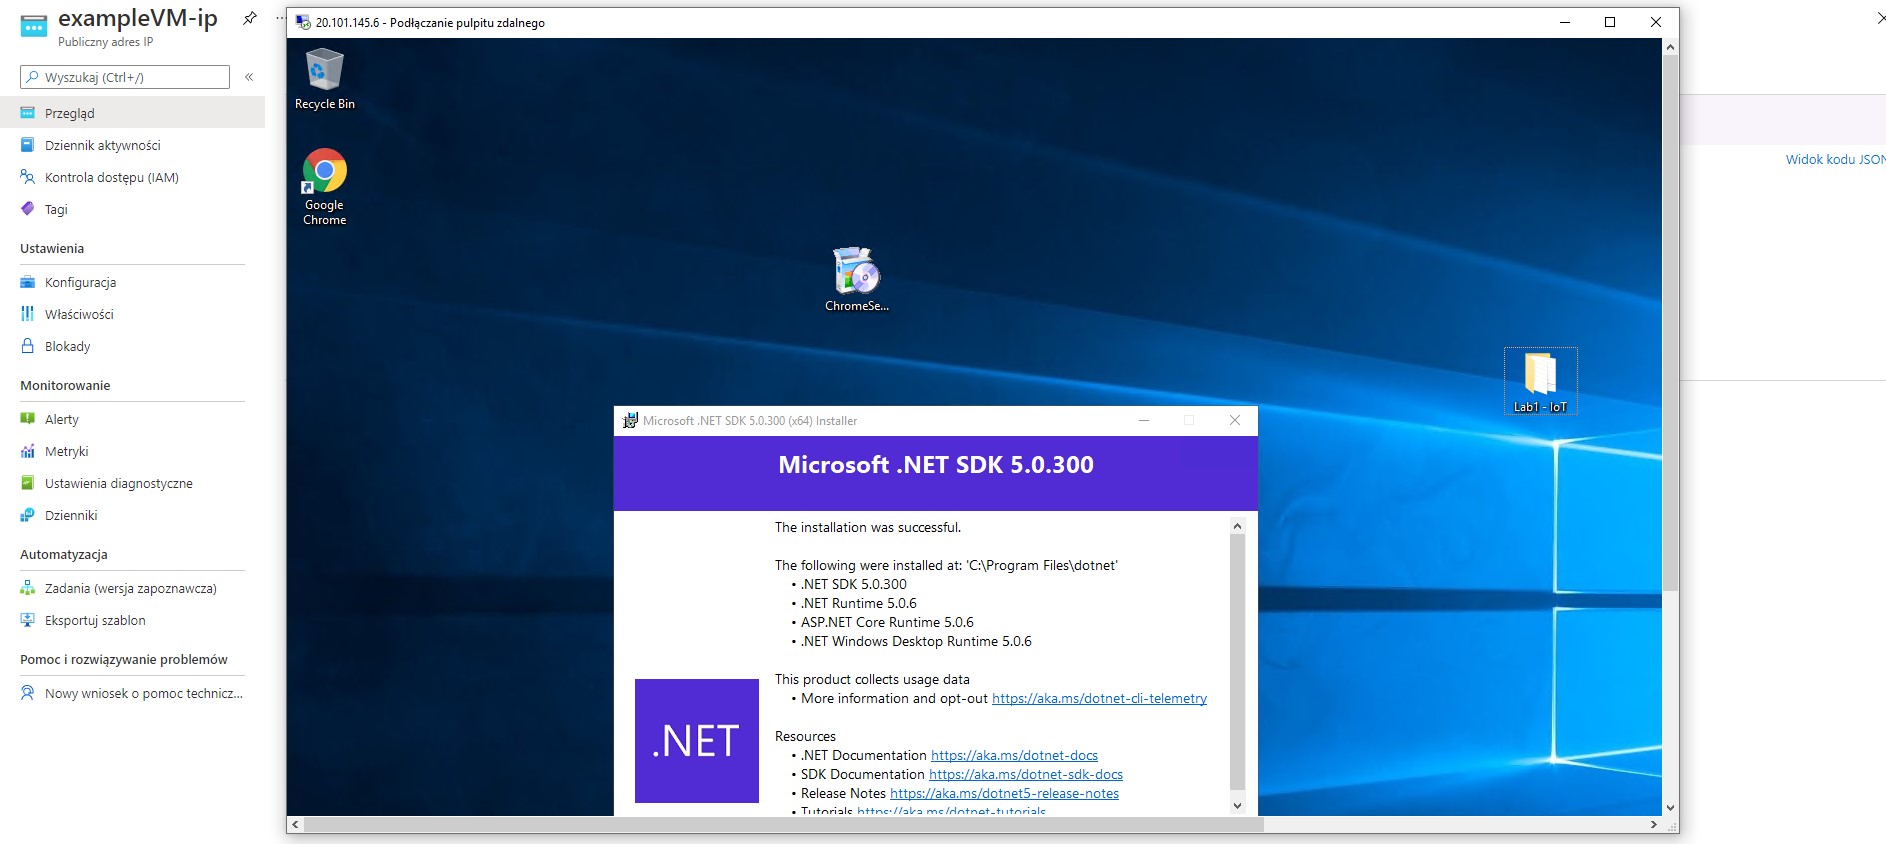 exampleVM-ip
Publiczny adres IP
Wyszukaj (Ctrl+/)
Przegląd
Dziennik aktywności
Kontrola dostępu (IAM)
Tagi
Ustawienia
Konfiguracja
Właściwości
Blokady
Monitorowanie
Alerty
Metryki
Ustawienia diagnostyczne
Dzienniki
Automatyzacja
Zadania (wersja zapoznawcza)
Eksportuj szablon
Pomoc i rozwiązywanie problemów
Nowy wniosek o pomoc technicz...
20.101.145.6 - Podłączanie pulpitu zdalnego
Recycle Bin
Google
Chrome
ChromeSe...
Lab1 - IoT
Microsoft .NET SDK 5.0.300 (x64) Installer
Microsoft .NET SDK 5.0.300
The installation was successful.
The following were installed at: 'C:\Program Files\dotnet'
• .NET SDK 5.0.300
• .NET Runtime 5.0.6
• ASP.NET Core Runtime 5.0.6
• .NET Windows Desktop Runtime 5.0.6
This product collects usage data
• More information and opt-out https://aka.ms/dotnet-cli-telemetry
Resources
• .NET Documentation https://aka.ms/dotnet-docs
• SDK Documentation https://aka.ms/dotnet-sdk-docs
• Release Notes https://aka.ms/dotnet5-release-notes
• Tutorials https://aka.ms/dotnet-tutorials
.NET
Widok kodu JSON